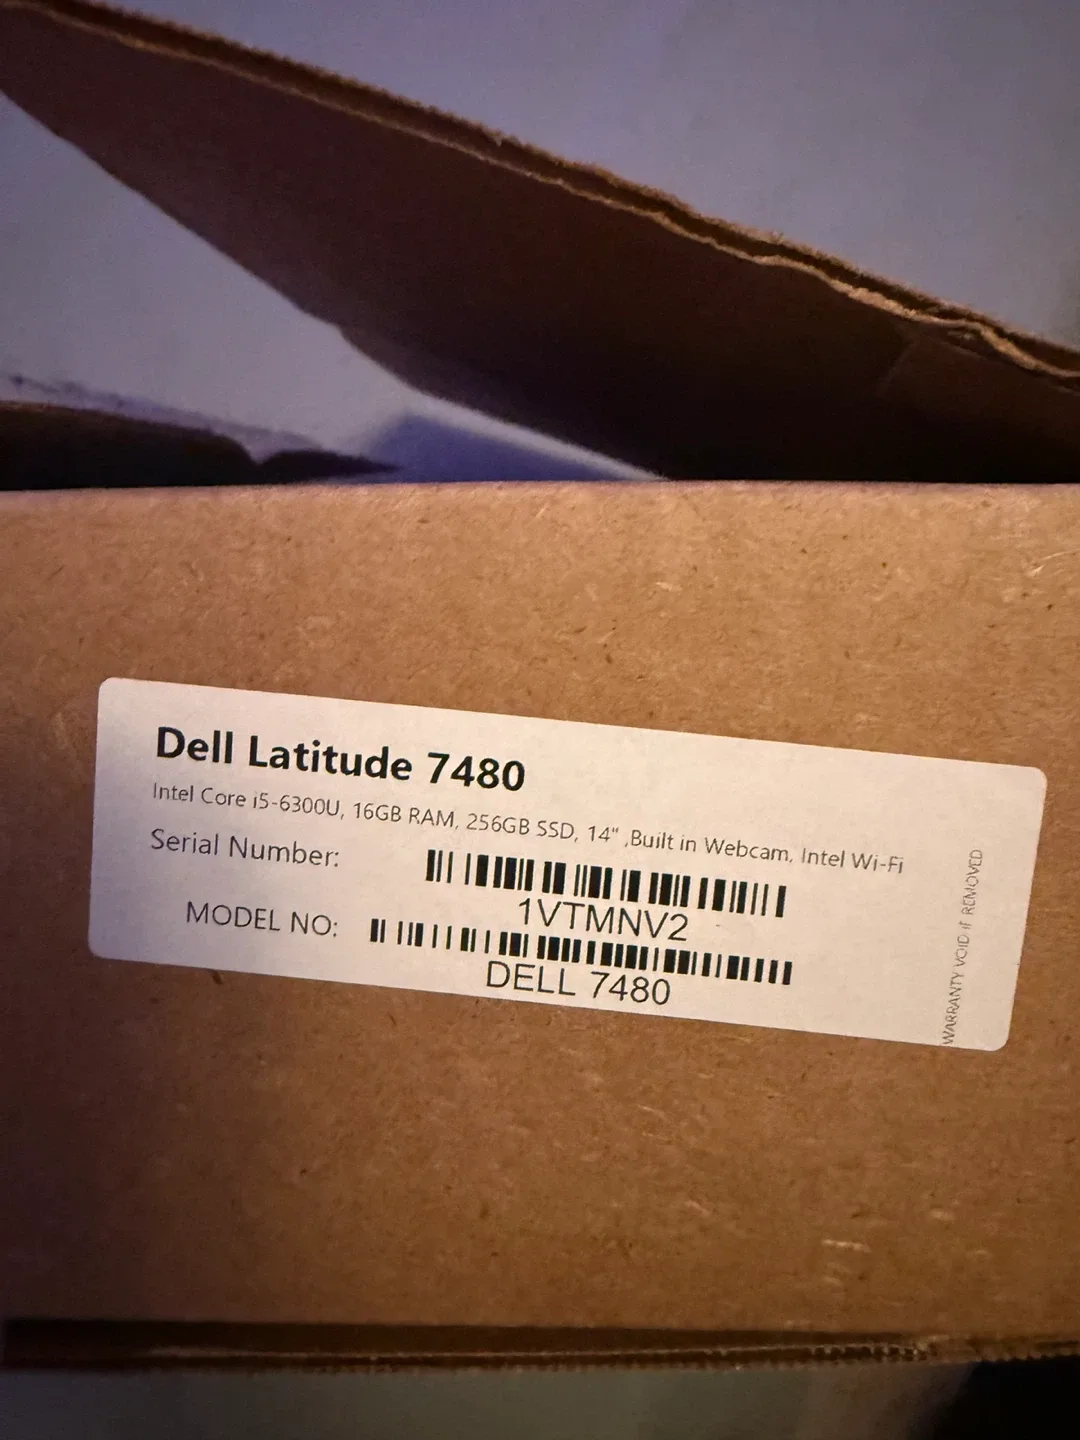 Dell Latitude 7480
Intel Core i5-6300U, 16GB RAM, 256GB SSD, 14" ,Built in Webcam, Intel Wi-Fi
Serial Number:
1VTMNV2
MODEL NO:
DELL 7480
WARRANTY VOID IF REMOVED